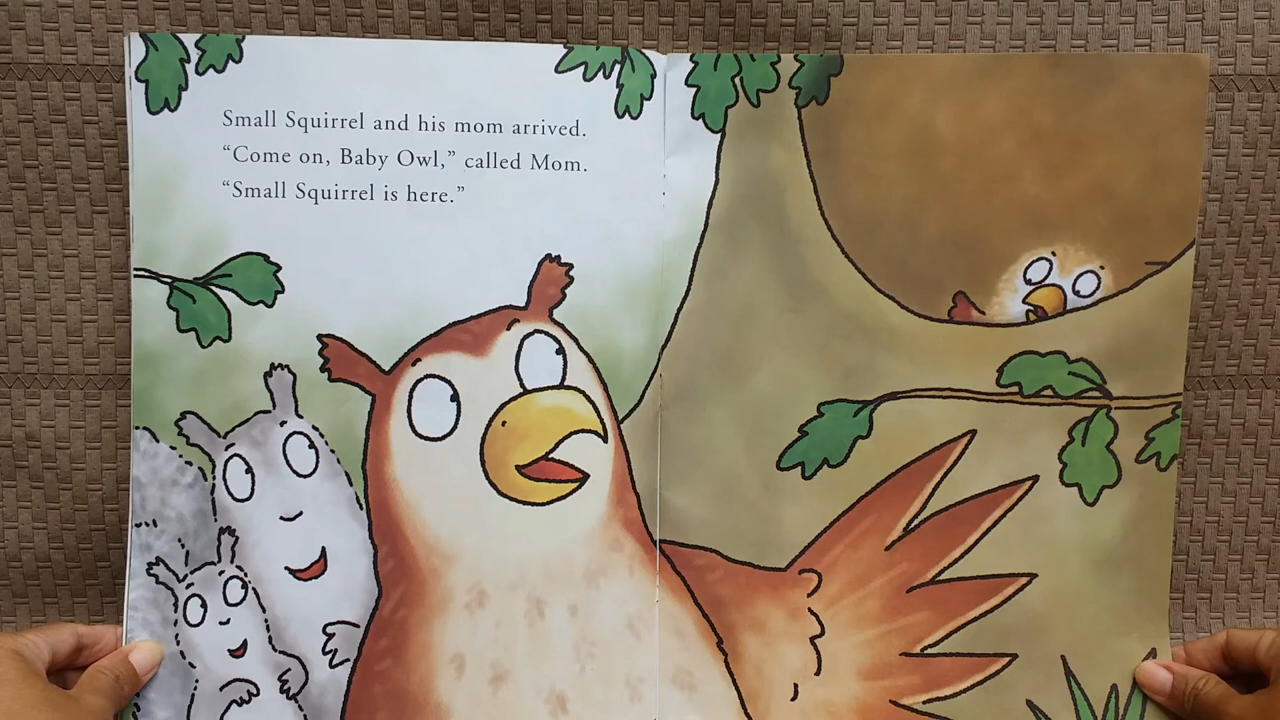 Small Squirrel and his mom arrived.
“Come on, Baby Owl,” called Mom.
“Small Squirrel is here.”